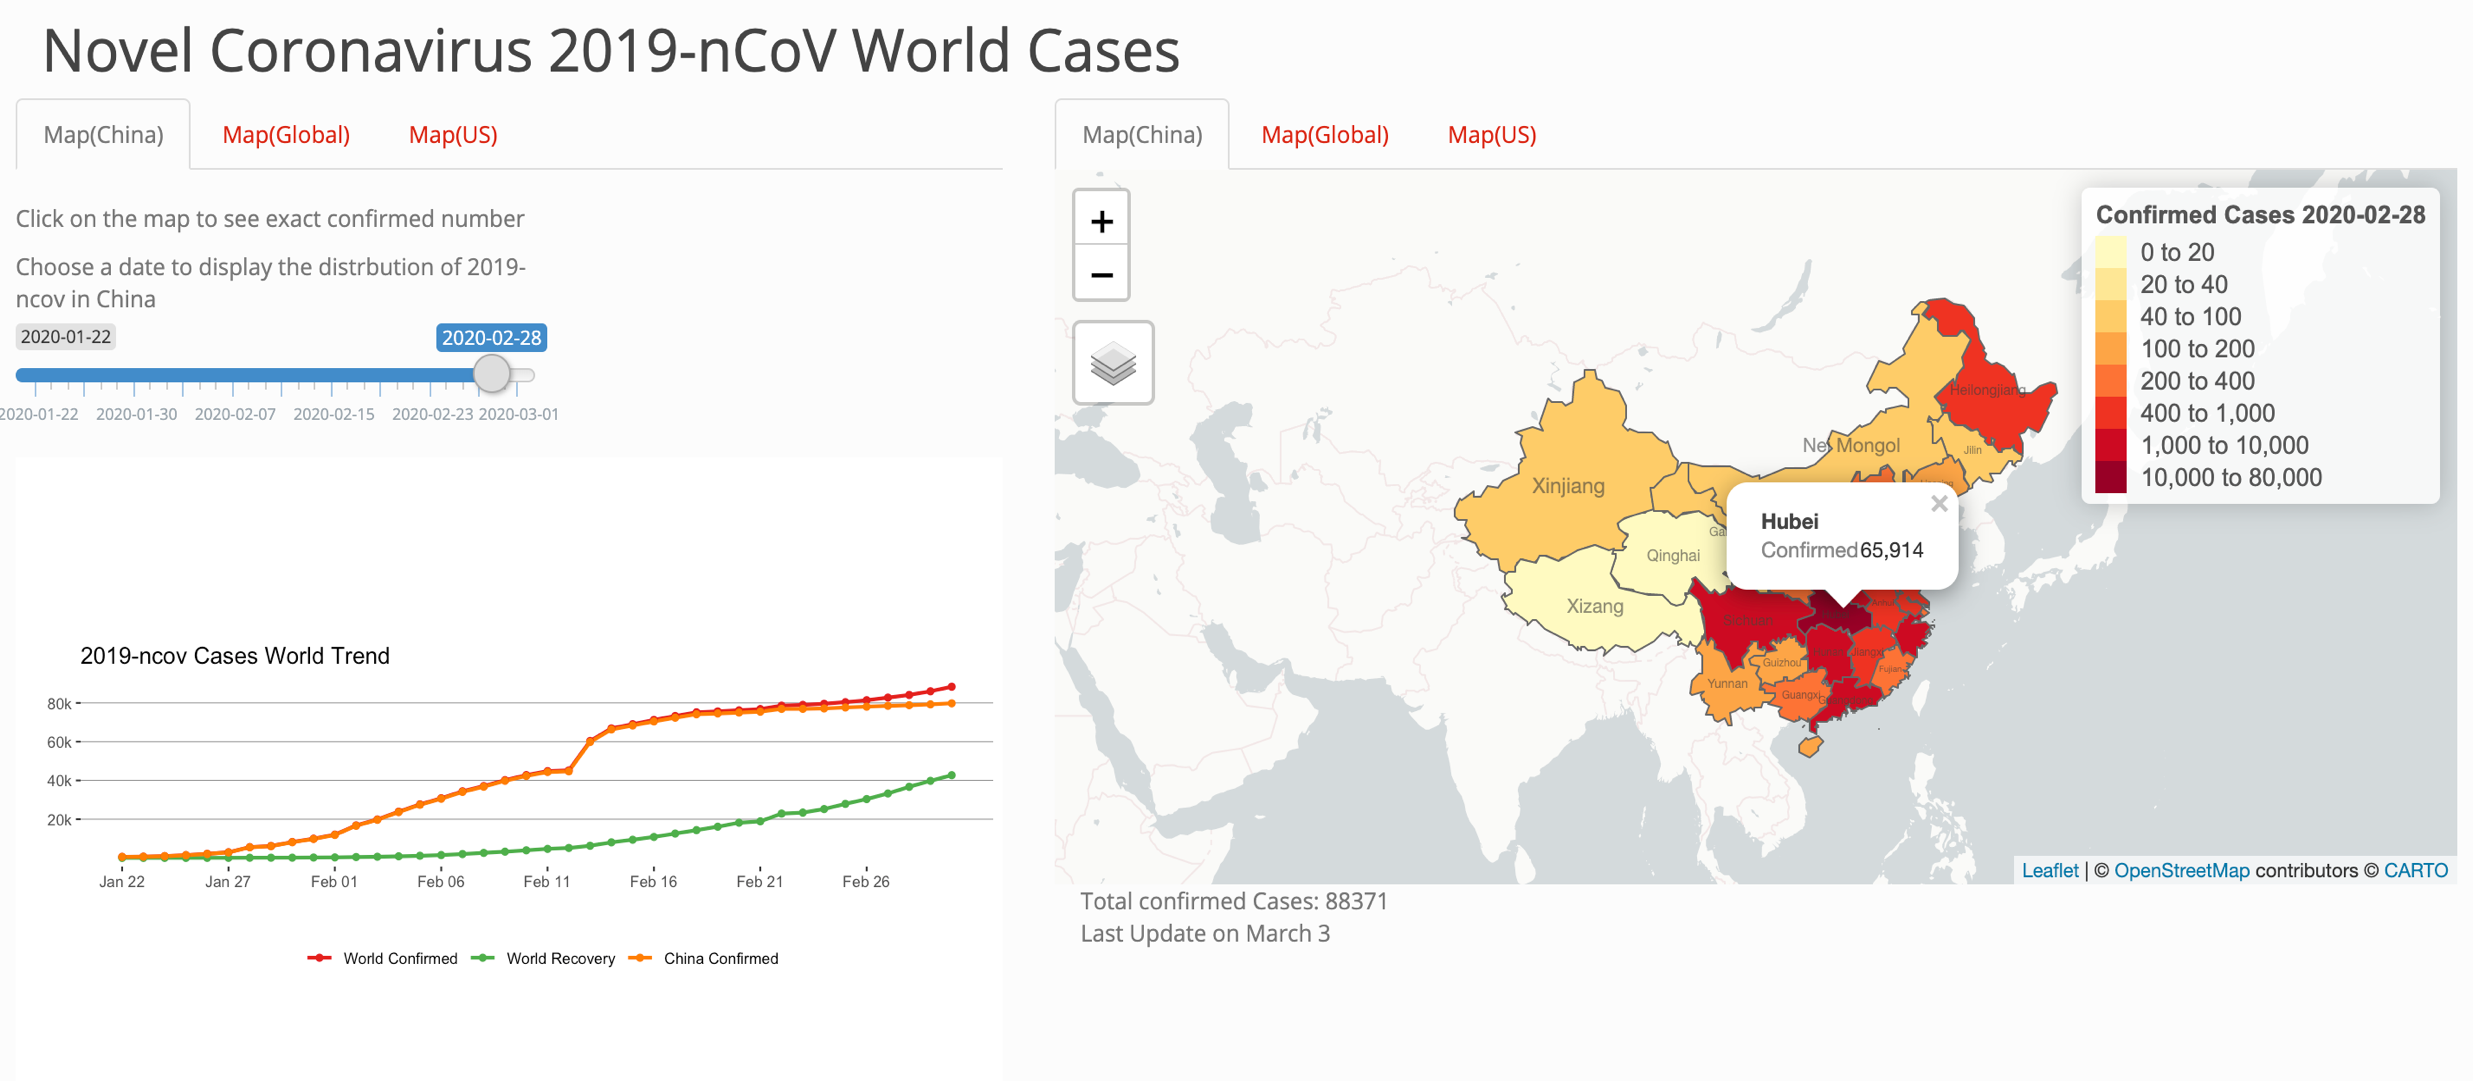 Novel Coronavirus 2019-nCoV World Cases
Map(China) Map(Global) Map(US)
Click on the map to see exact confirmed number
Choose a date to display the distrbution of 2019-
ncov in China
2020-01-22 2020-02-28
2020-01-22 2020-01-30 2020-02-07 2020-02-15 2020-02-23 2020-03-01
2019-ncov Cases World Trend
80k
60k
40k
20k
Jan 22 Jan 27 Feb 01 Feb 06 Feb 11 Feb 16 Feb 21 Feb 26
World Confirmed World Recovery China Confirmed
Map(China) Map(Global) Map(US)
+
−
Confirmed Cases 2020-02-28
0 to 20
20 to 40
40 to 100
100 to 200
200 to 400
400 to 1,000
1,000 to 10,000
10,000 to 80,000
Heilongjiang
Nei Mongol
Jilin
Xinjiang
Hubei
Confirmed 65,914
×
Qinghai
Xizang
Sichuan
Guizhou
Fujian
Yunnan
Guangxi
Leaflet | © OpenStreetMap contributors © CARTO
Total confirmed Cases: 88371
Last Update on March 3